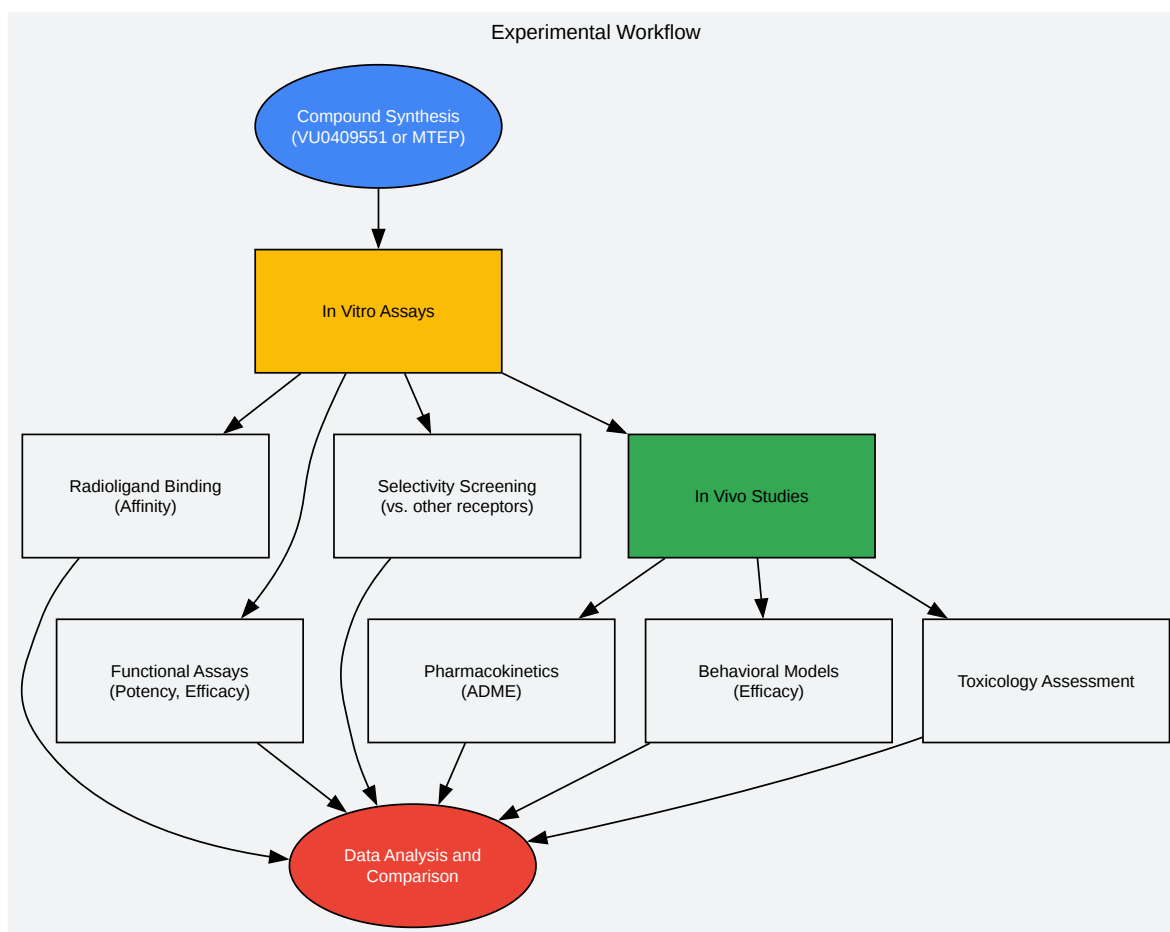 Experimental Workflow
Compound Synthesis
(VU0409551 or MTEP)
In Vitro Assays
Radioligand Binding
(Affinity)
Selectivity Screening
(vs. other receptors)
In Vivo Studies
Functional Assays
(Potency, Efficacy)
Pharmacokinetics
(ADME)
Behavioral Models
(Efficacy)
Toxicology Assessment
Data Analysis and
Comparison